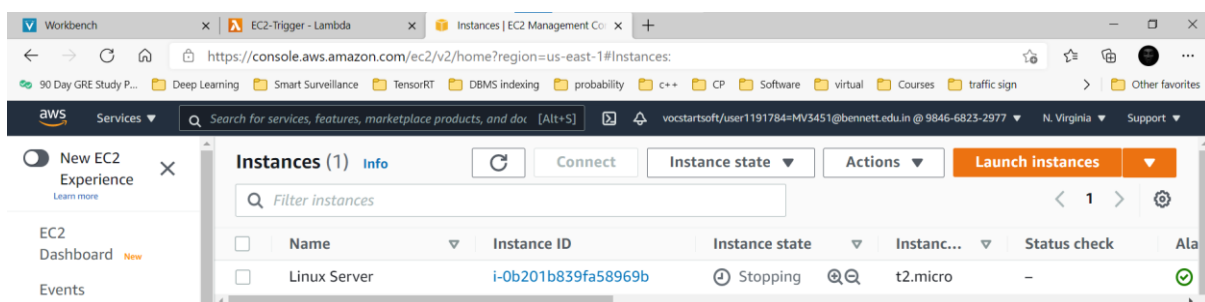 Workbench
EC2-Trigger - Lambda
Instances | EC2 Management Co
https://console.aws.amazon.com/ec2/v2/home?region=us-east-1#Instances:
90 Day GRE Study P... Deep Learning Smart Surveillance TensorRT DBMS indexing probability c++ CP Software virtual Courses traffic sign Other favorites
aws Services Search for services, features, marketplace products, and doc [Alt+S] vocstartsoft/user1191784=MV3451@bennett.edu.in @ 9846-6823-2977 N. Virginia Support
New EC2
Experience
Learn more
Instances (1) Info Connect Instance state Actions Launch instances
Filter instances 1
EC2
Dashboard New
Events
Name Instance ID Instance state Instanc... Status check Ala
Linux Server i-0b201b839fa58969b Stopping t2.micro –